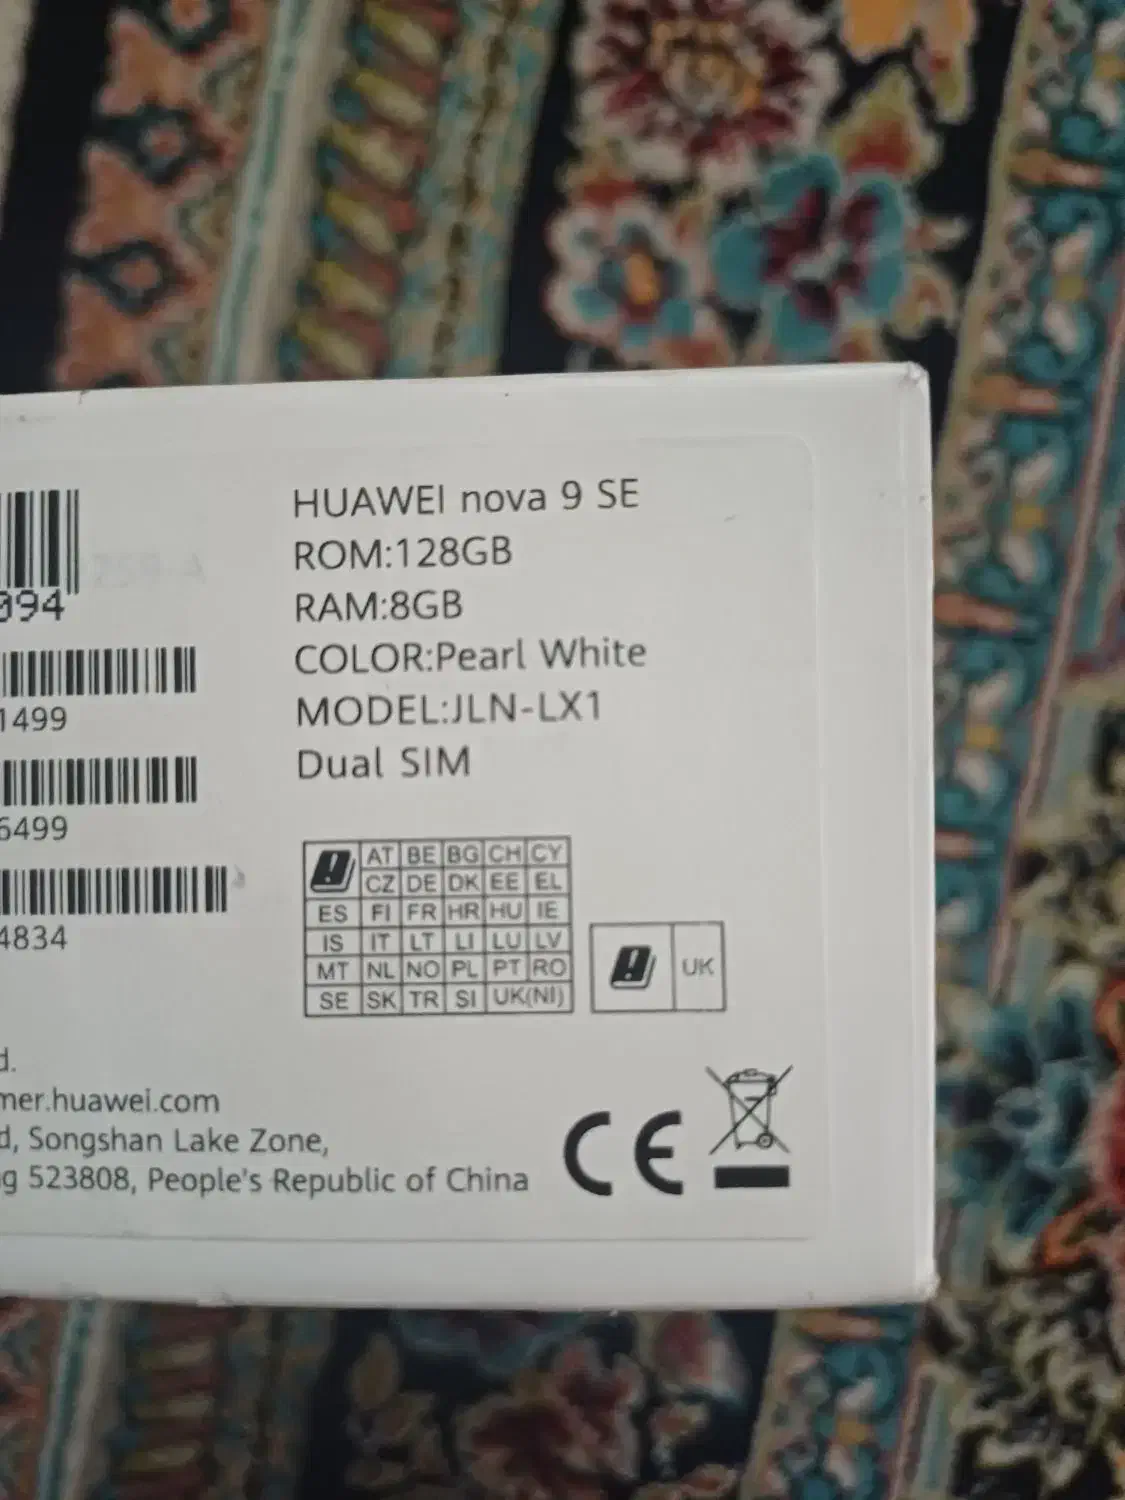 HUAWEI nova 9 SE
ROM:128GB
RAM:8GB
COLOR:Pearl White
MODEL:JLN-LX1
Dual SIM
094
1499
6499
4834
AT BE BG CH CY
CZ DE DK EE EL
ES FI FR HR HU IE
IS IT LT LI LU LV
MT NL NO PL PT RO
SE SK TR SI UK(NI)
UK
d.
mer.huawei.com
d, Songshan Lake Zone,
g 523808, People's Republic of China
CE